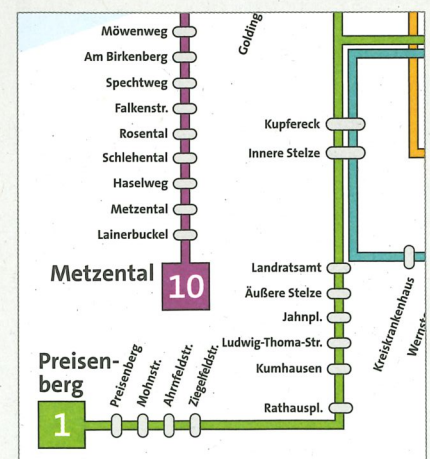 Möwenweg
Am Birkenberg
Spechtweg
Falkenstr.
Rosental
Schlehental
Haselweg
Metzental
Lainerbuckel
Metzental
10
Golding
Kupfereck
Innere Stelze
Landratsamt
Äußere Stelze
Jahnpl.
Ludwig-Thoma-Str.
Kumhausen
Rathauspl.
Kreiskrankenhaus
Preisen-
berg
1
Preisenberg
Mohnstr.
Ahrnfeldstr.
Ziegelfeldstr.